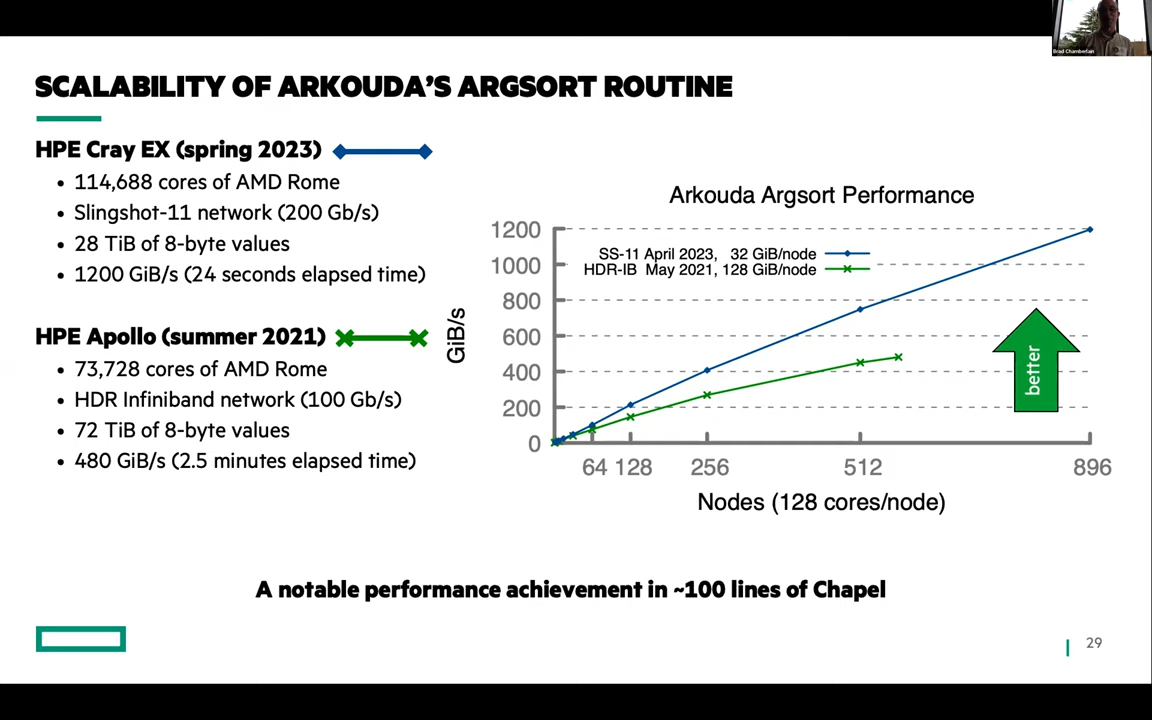 Brad Chamberlain
SCALABILITY OF ARKOUDA'S ARGSORT ROUTINE
HPE Cray EX (spring 2023)
• 114,688 cores of AMD Rome
• Slingshot-11 network (200 Gb/s)
• 28 TiB of 8-byte values
• 1200 GiB/s (24 seconds elapsed time)
HPE Apollo (summer 2021)
• 73,728 cores of AMD Rome
• HDR Infiniband network (100 Gb/s)
• 72 TiB of 8-byte values
• 480 GiB/s (2.5 minutes elapsed time)
Arkouda Argsort Performance
SS-11 April 2023, 32 GiB/node
HDR-IB May 2021, 128 GiB/node
GiB/s
1200
1000
800
600
400
200
0
64 128 256 512 896
Nodes (128 cores/node)
better
A notable performance achievement in ~100 lines of Chapel
29